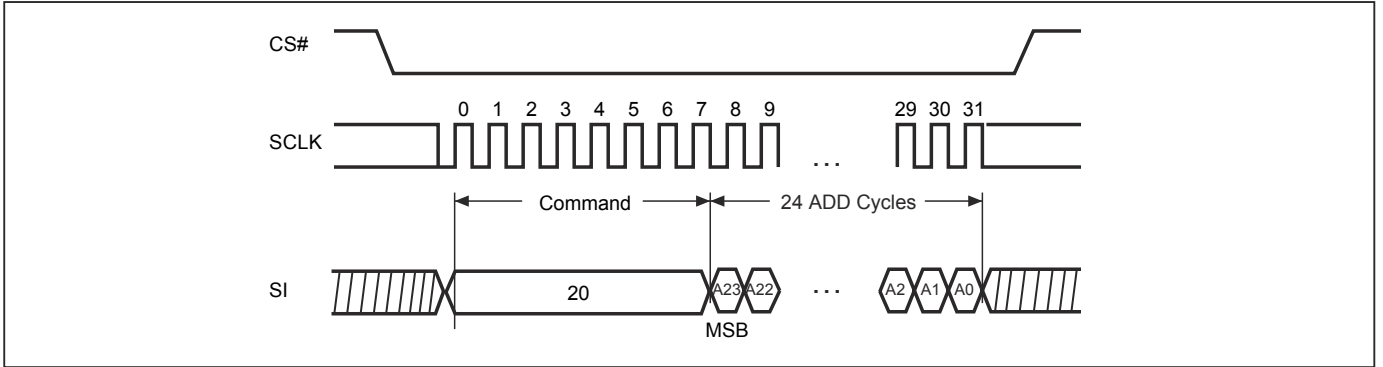 CS#
0 1 2 3 4 5 6 7 8 9 29 30 31
SCLK
...
Command 24 ADD Cycles
SI 20 A23 A22 ... A2 A1 A0
MSB